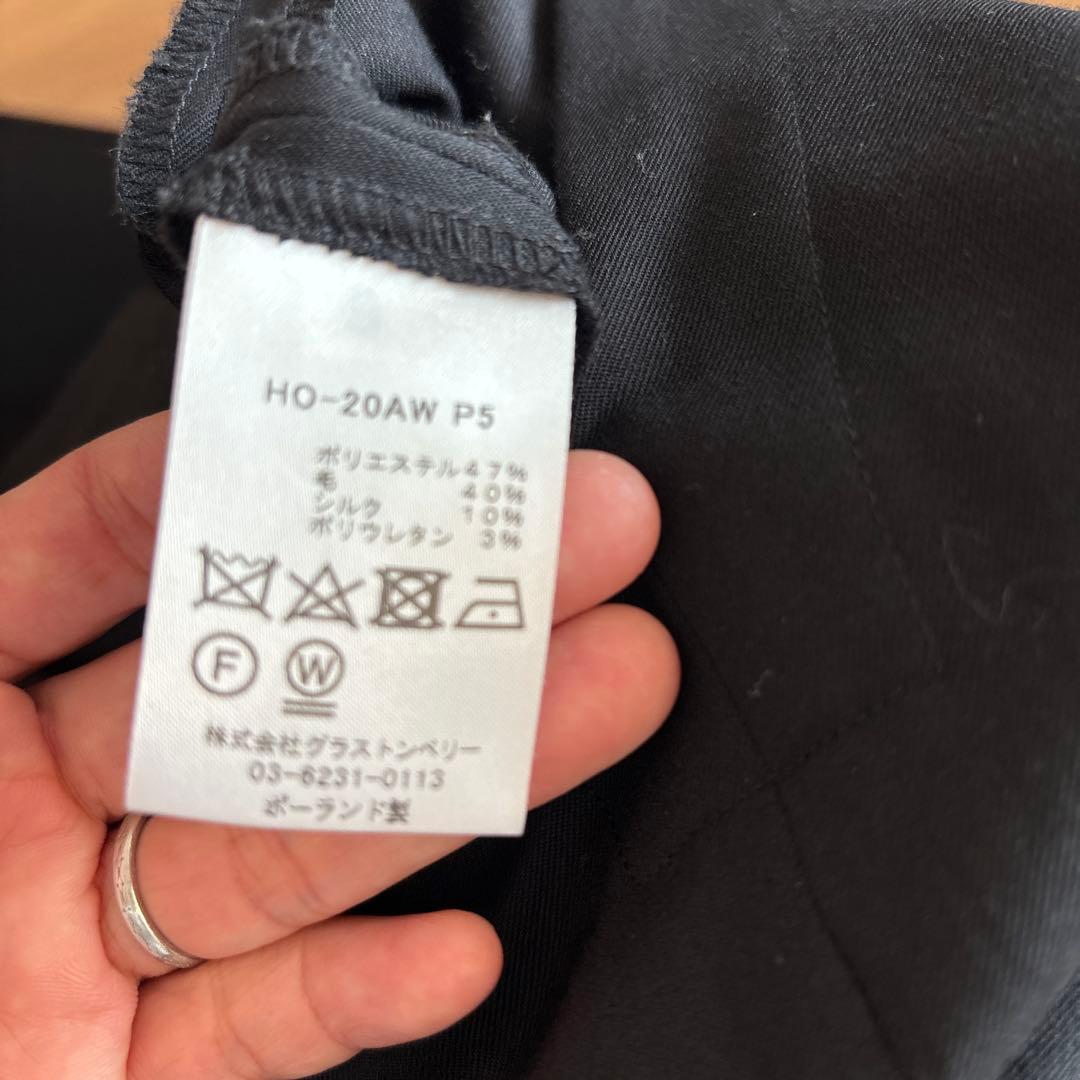 HO-20AW P5
ポリエステル47%
毛 40%
シルク 10%
ポリウレタン 3%
F W
株式会社グラストンベリー
03-6231-0113
ポーランド製